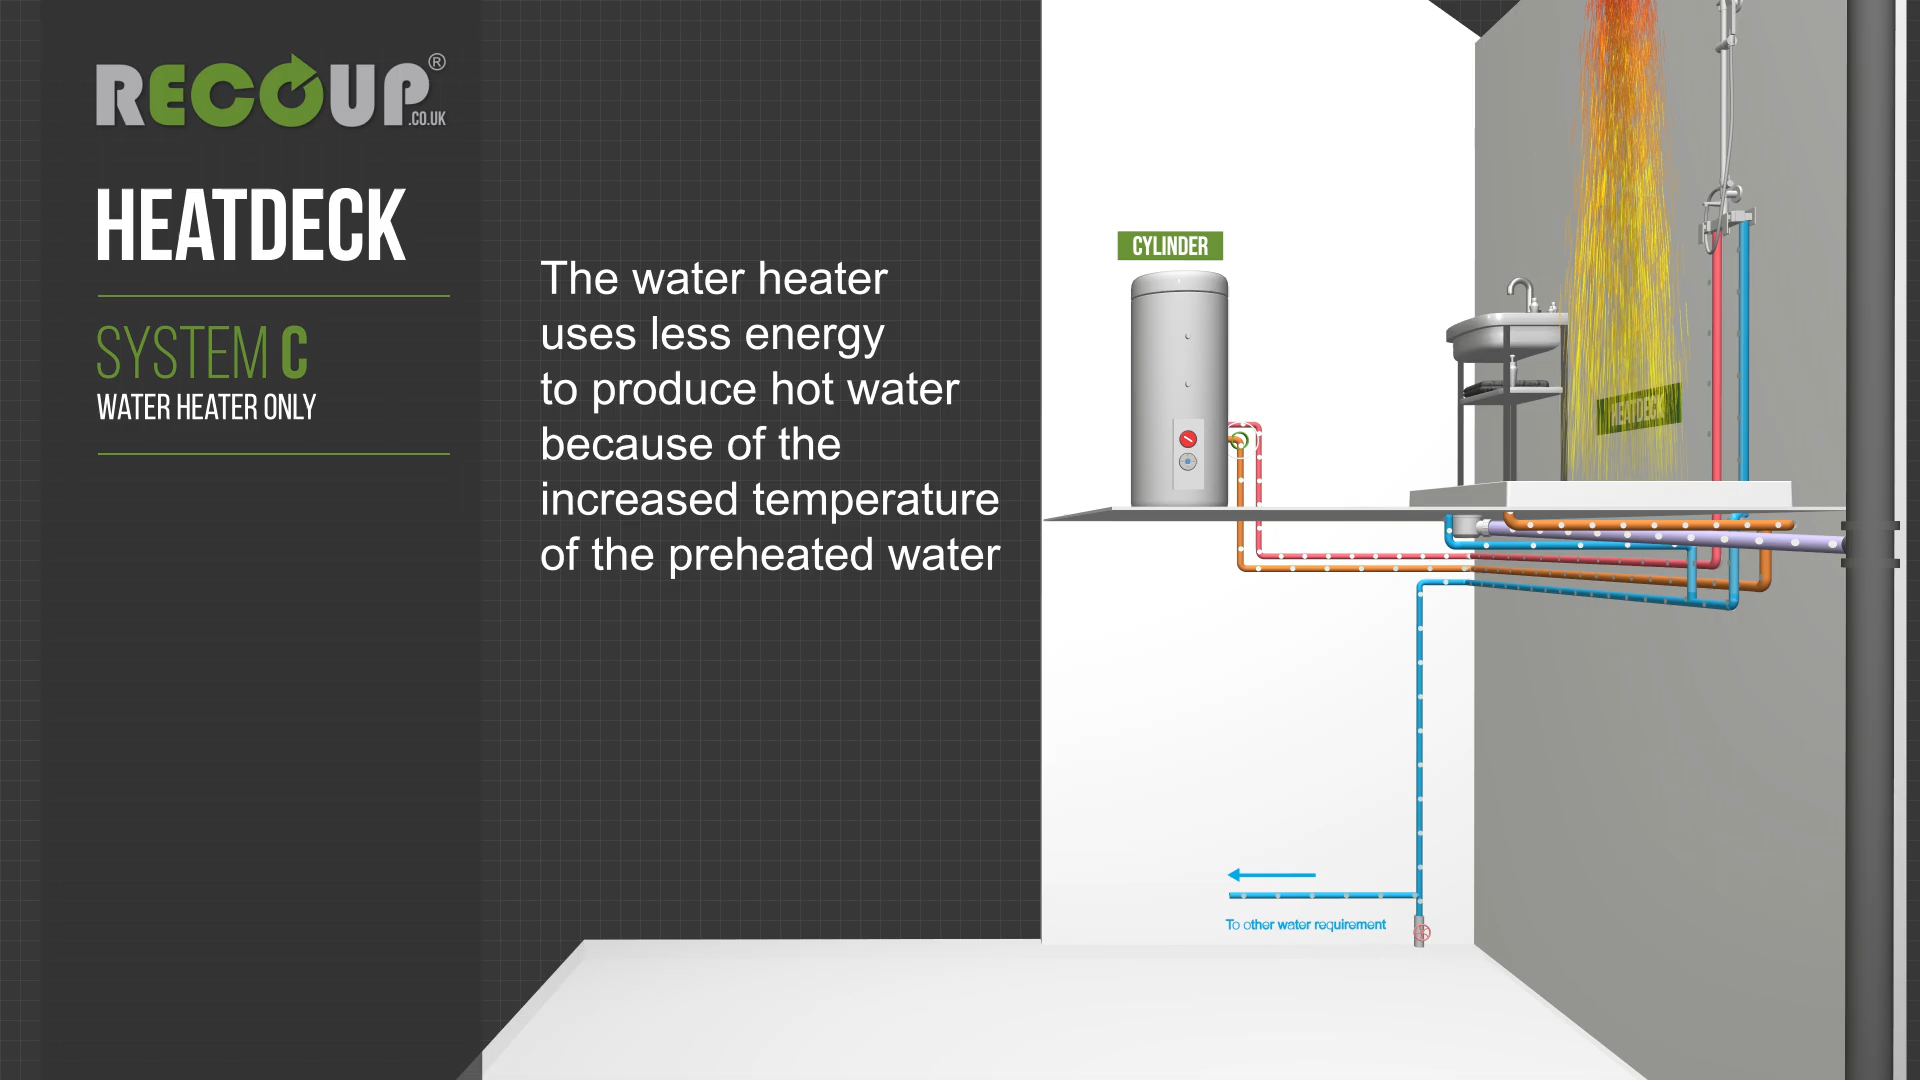 RECOUP®
.CO.UK
HEATDECK
SYSTEM C
WATER HEATER ONLY
The water heater
uses less energy
to produce hot water
because of the
increased temperature
of the preheated water
CYLINDER
HEATDECK
To other water requirement